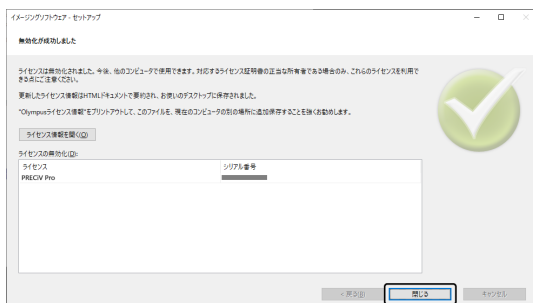 イメージングソフトウェア - セットアップ
無効化が成功しました
ライセンスは無効化されました。今後、他のコンピュータで使用できます。対応するライセンス証明書の正当な所有者である場合のみ、これらのライセンスを利用で
きる点にご注意ください。
更新したライセンス情報はHTMLドキュメントで要約され、お使いのデスクトップに保存されました。
"Olympusライセンス情報"をプリントアウトして、このファイルを、現在のコンピュータの別の場所に追加保存することを強くお勧めします。
ライセンス情報を開く(O)
ライセンスの無効化(D):
ライセンス シリアル番号
PRECiV Pro
< 戻る(B) 閉じる キャンセル